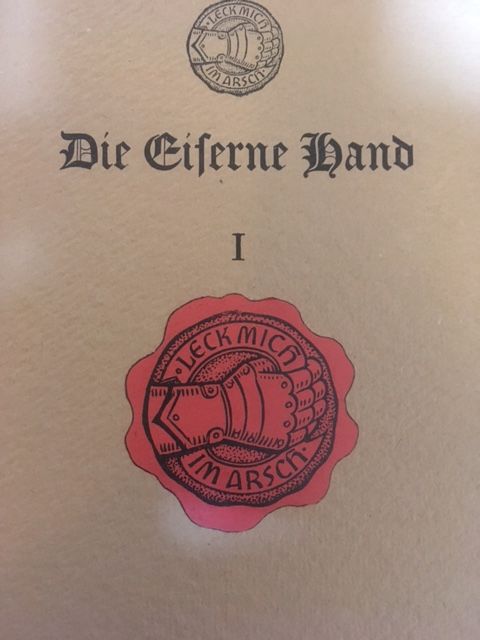 ·LECK MICH
IM ARSCH·
Die Eiſerne Hand
I
·LECK MICH
IM ARSCH·